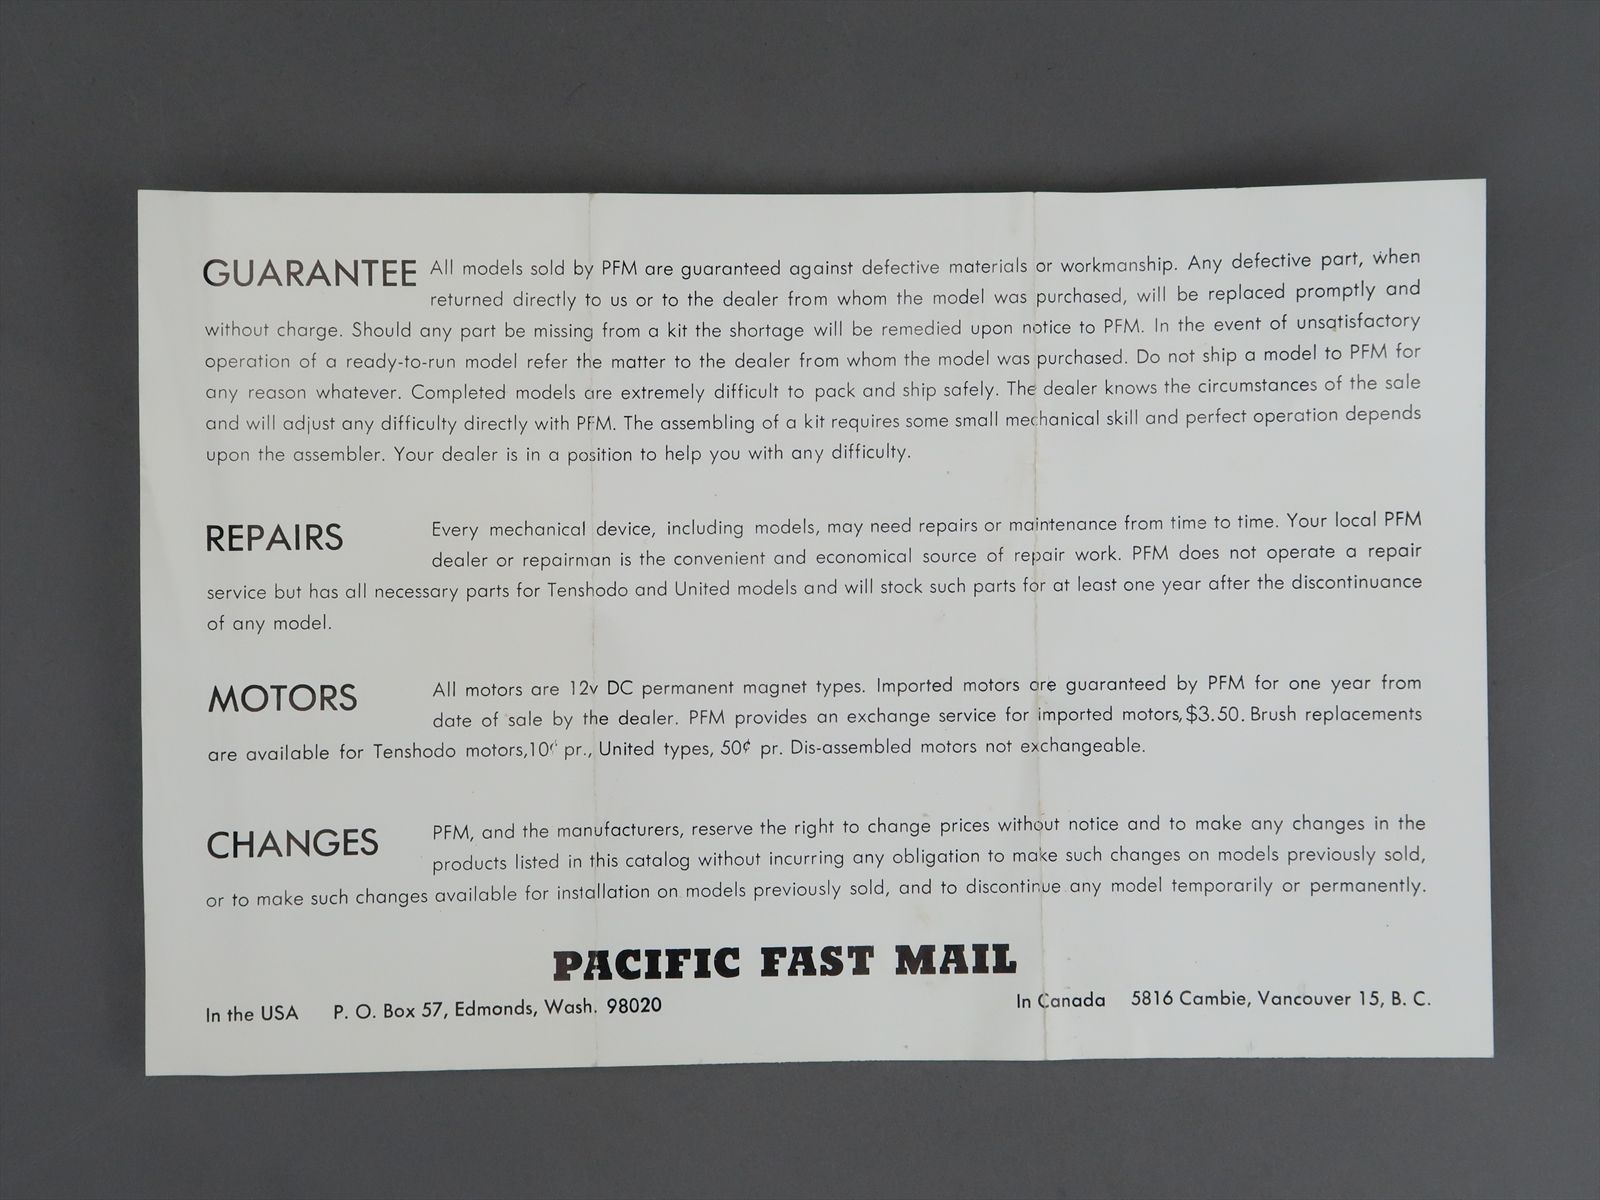 GUARANTEE All models sold by PFM are guaranteed against defective materials or workmanship. Any defective part, when
returned directly to us or to the dealer from whom the model was purchased, will be replaced promptly and
without charge. Should any part be missing from a kit the shortage will be remedied upon notice to PFM. In the event of unsatisfactory
operation of a ready-to-run model refer the matter to the dealer from whom the model was purchased. Do not ship a model to PFM for
any reason whatever. Completed models are extremely difficult to pack and ship safely. The dealer knows the circumstances of the sale
and will adjust any difficulty directly with PFM. The assembling of a kit requires some small mechanical skill and perfect operation depends
upon the assembler. Your dealer is in a position to help you with any difficulty.
REPAIRS Every mechanical device, including models, may need repairs or maintenance from time to time. Your local PFM
dealer or repairman is the convenient and economical source of repair work. PFM does not operate a repair
service but has all necessary parts for Tenshodo and United models and will stock such parts for at least one year after the discontinuance
of any model.
MOTORS All motors are 12v DC permanent magnet types. Imported motors are guaranteed by PFM for one year from
date of sale by the dealer. PFM provides an exchange service for imported motors, $3.50. Brush replacements
are available for Tenshodo motors, 10¢ pr., United types, 50¢ pr. Dis-assembled motors not exchangeable.
CHANGES PFM, and the manufacturers, reserve the right to change prices without notice and to make any changes in the
products listed in this catalog without incurring any obligation to make such changes on models previously sold,
or to make such changes available for installation on models previously sold, and to discontinue any model temporarily or permanently.
PACIFIC FAST MAIL
In the USA P. O. Box 57, Edmonds, Wash. 98020 In Canada 5816 Cambie, Vancouver 15, B. C.